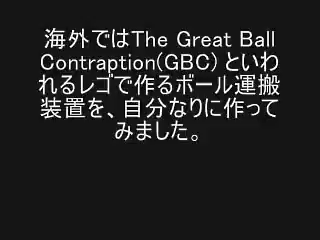 海外ではThe Great Ball
Contraption(GBC) といわ
れるレゴで作るボール運搬
装置を、自分なりに作って
みました。